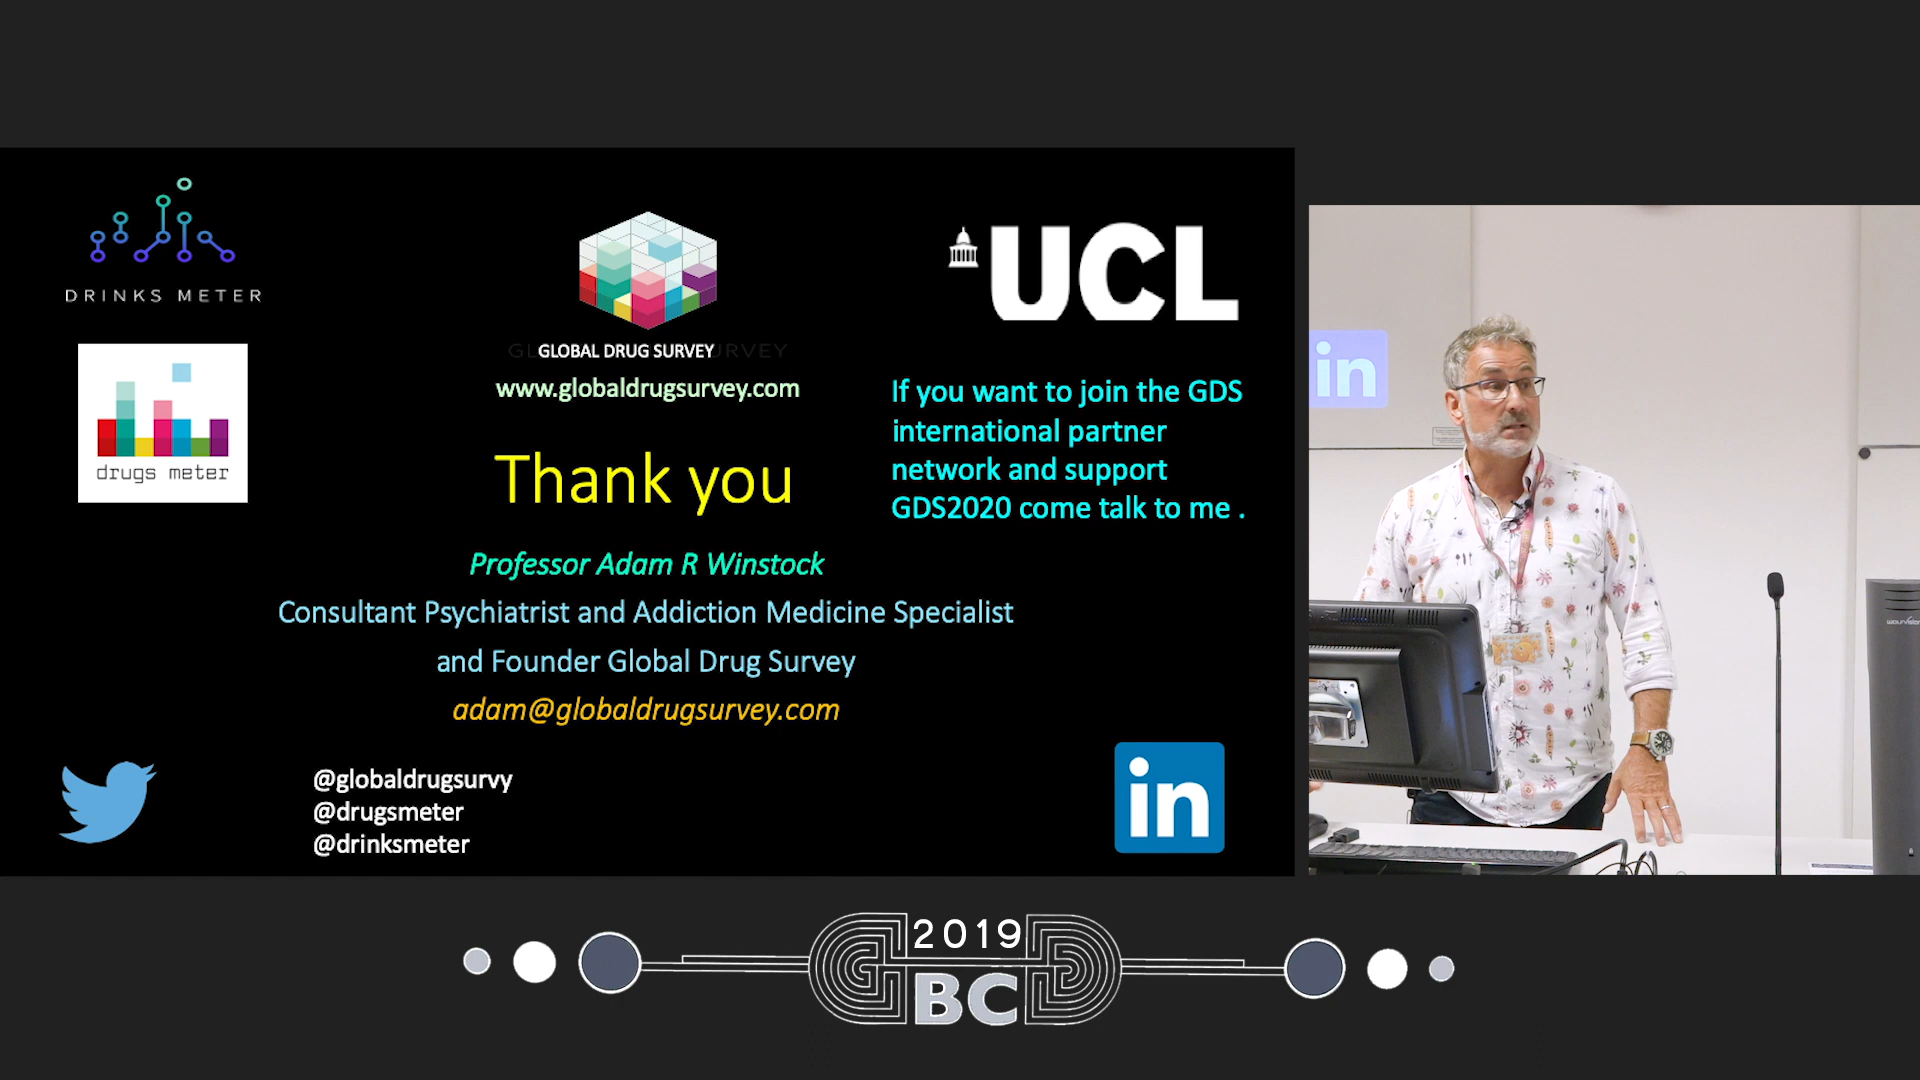 DRINKS METER
drugs meter
GLOBAL DRUG SURVEY
www.globaldrugsurvey.com
UCL
If you want to join the GDS
international partner
network and support
GDS2020 come talk to me .
Thank you
Professor Adam R Winstock
Consultant Psychiatrist and Addiction Medicine Specialist
and Founder Global Drug Survey
adam@globaldrugsurvey.com
@globaldrugsurvy
@drugsmeter
@drinksmeter
in
in
2019
BC